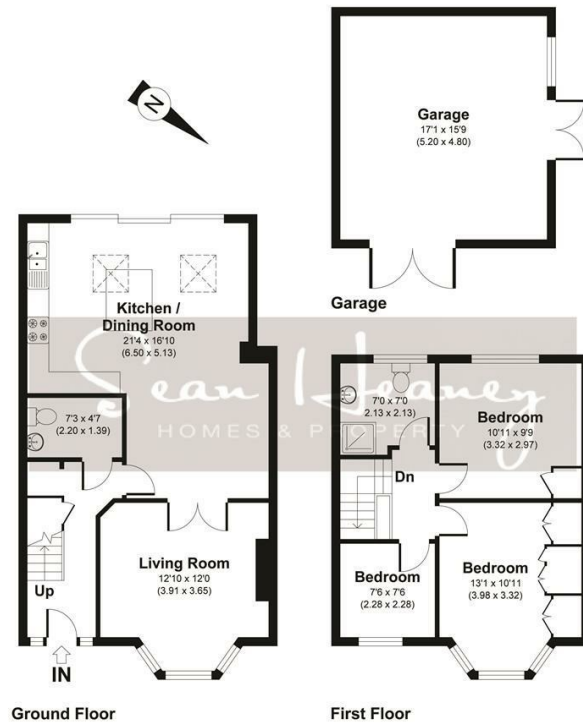 Garage
17'1 x 15'9
(5.20 x 4.80)
N
Garage
Kitchen /
Dining Room
21'4 x 16'10
(6.50 x 5.13)
Sean Heaney
HOMES & PROPERTY
7'3 x 4'7
(2.20 x 1.39)
7'0 x 7'0
2.13 x 2.13)
Bedroom
10'11 x 9'9
(3.32 x 2.97)
Dn
Living Room
12'10 x 12'0
(3.91 x 3.65)
Up
Bedroom
7'6 x 7'6
(2.28 x 2.28)
Bedroom
13'1 x 10'11
(3.98 x 3.32)
IN
Ground Floor
First Floor